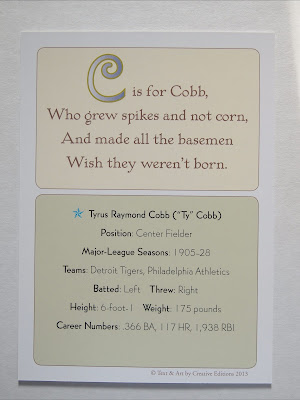 C is for Cobb,
Who grew spikes and not corn,
And made all the basemen
Wish they weren't born.
Tyrus Raymond Cobb ("Ty" Cobb)
Position: Center Fielder
Major-League Seasons: 1905-28
Teams: Detroit Tigers, Philadelphia Athletics
Batted: Left Threw: Right
Height: 6-foot-1 Weight: 175 pounds
Career Numbers: .366 BA, 117 HR, 1,938 RBI
© Text & Art by Creative Editions 2013